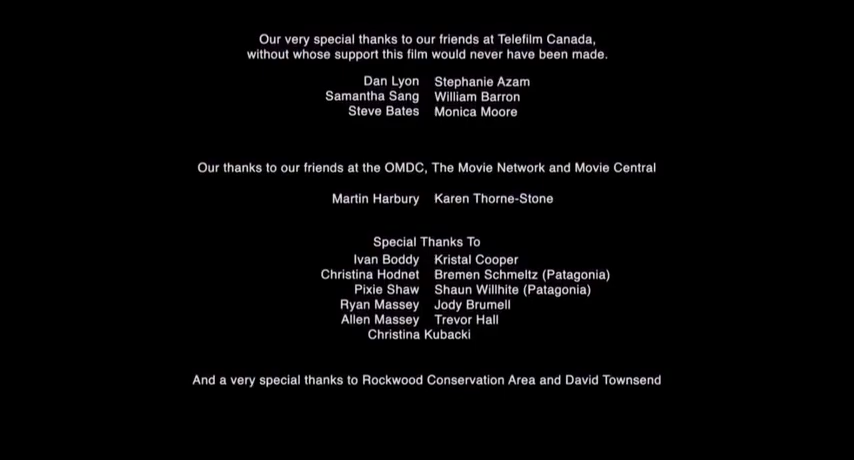 Our very special thanks to our friends at Telefilm Canada,
without whose support this film would never have been made.
Dan Lyon Stephanie Azam
Samantha Sang William Barron
Steve Bates Monica Moore
Our thanks to our friends at the OMDC, The Movie Network and Movie Central
Martin Harbury Karen Thorne-Stone
Special Thanks To
Ivan Boddy Kristal Cooper
Christina Hodnet Bremen Schmeltz (Patagonia)
Pixie Shaw Shaun Willhite (Patagonia)
Ryan Massey Jody Brumell
Allen Massey Trevor Hall
Christina Kubacki
And a very special thanks to Rockwood Conservation Area and David Townsend